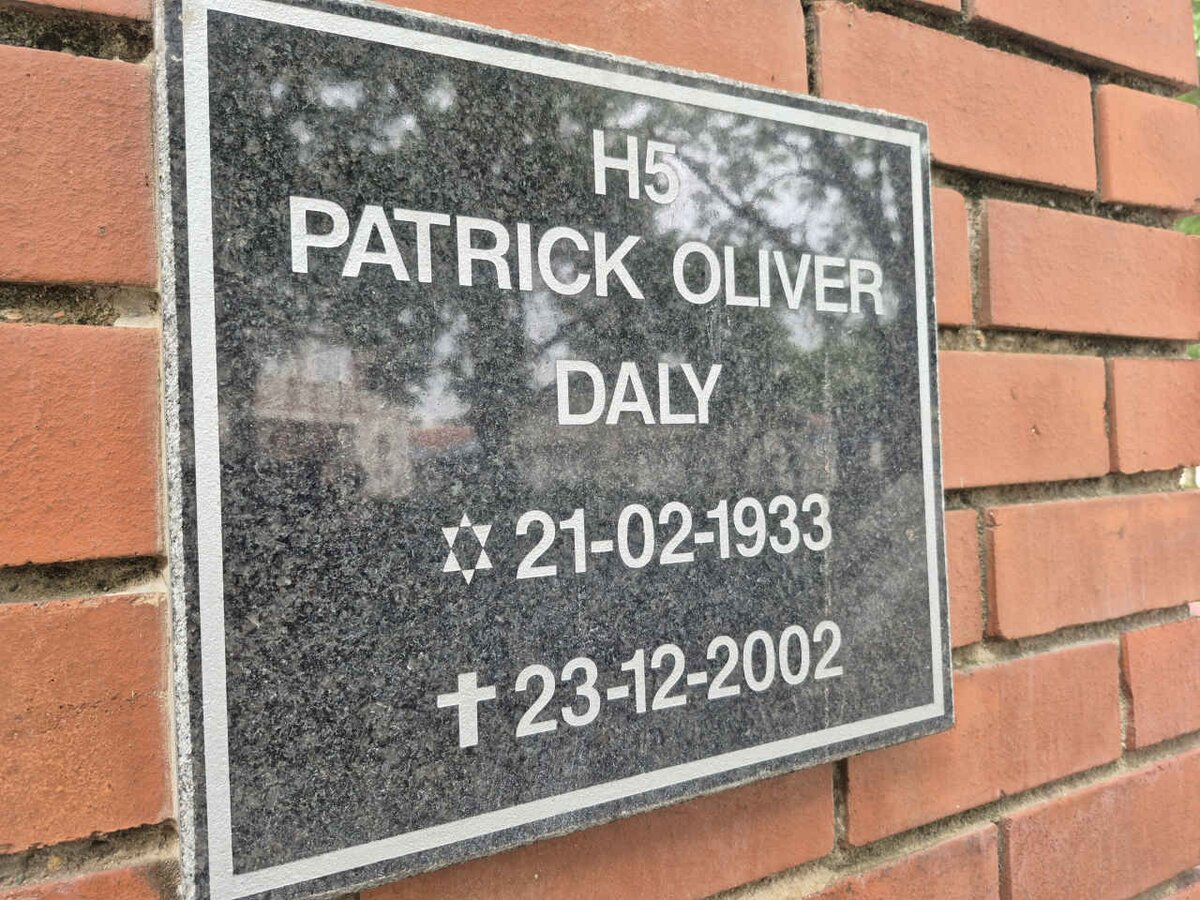 H5
PATRICK OLIVER
DALY
✡ 21-02-1933
✝ 23-12-2002